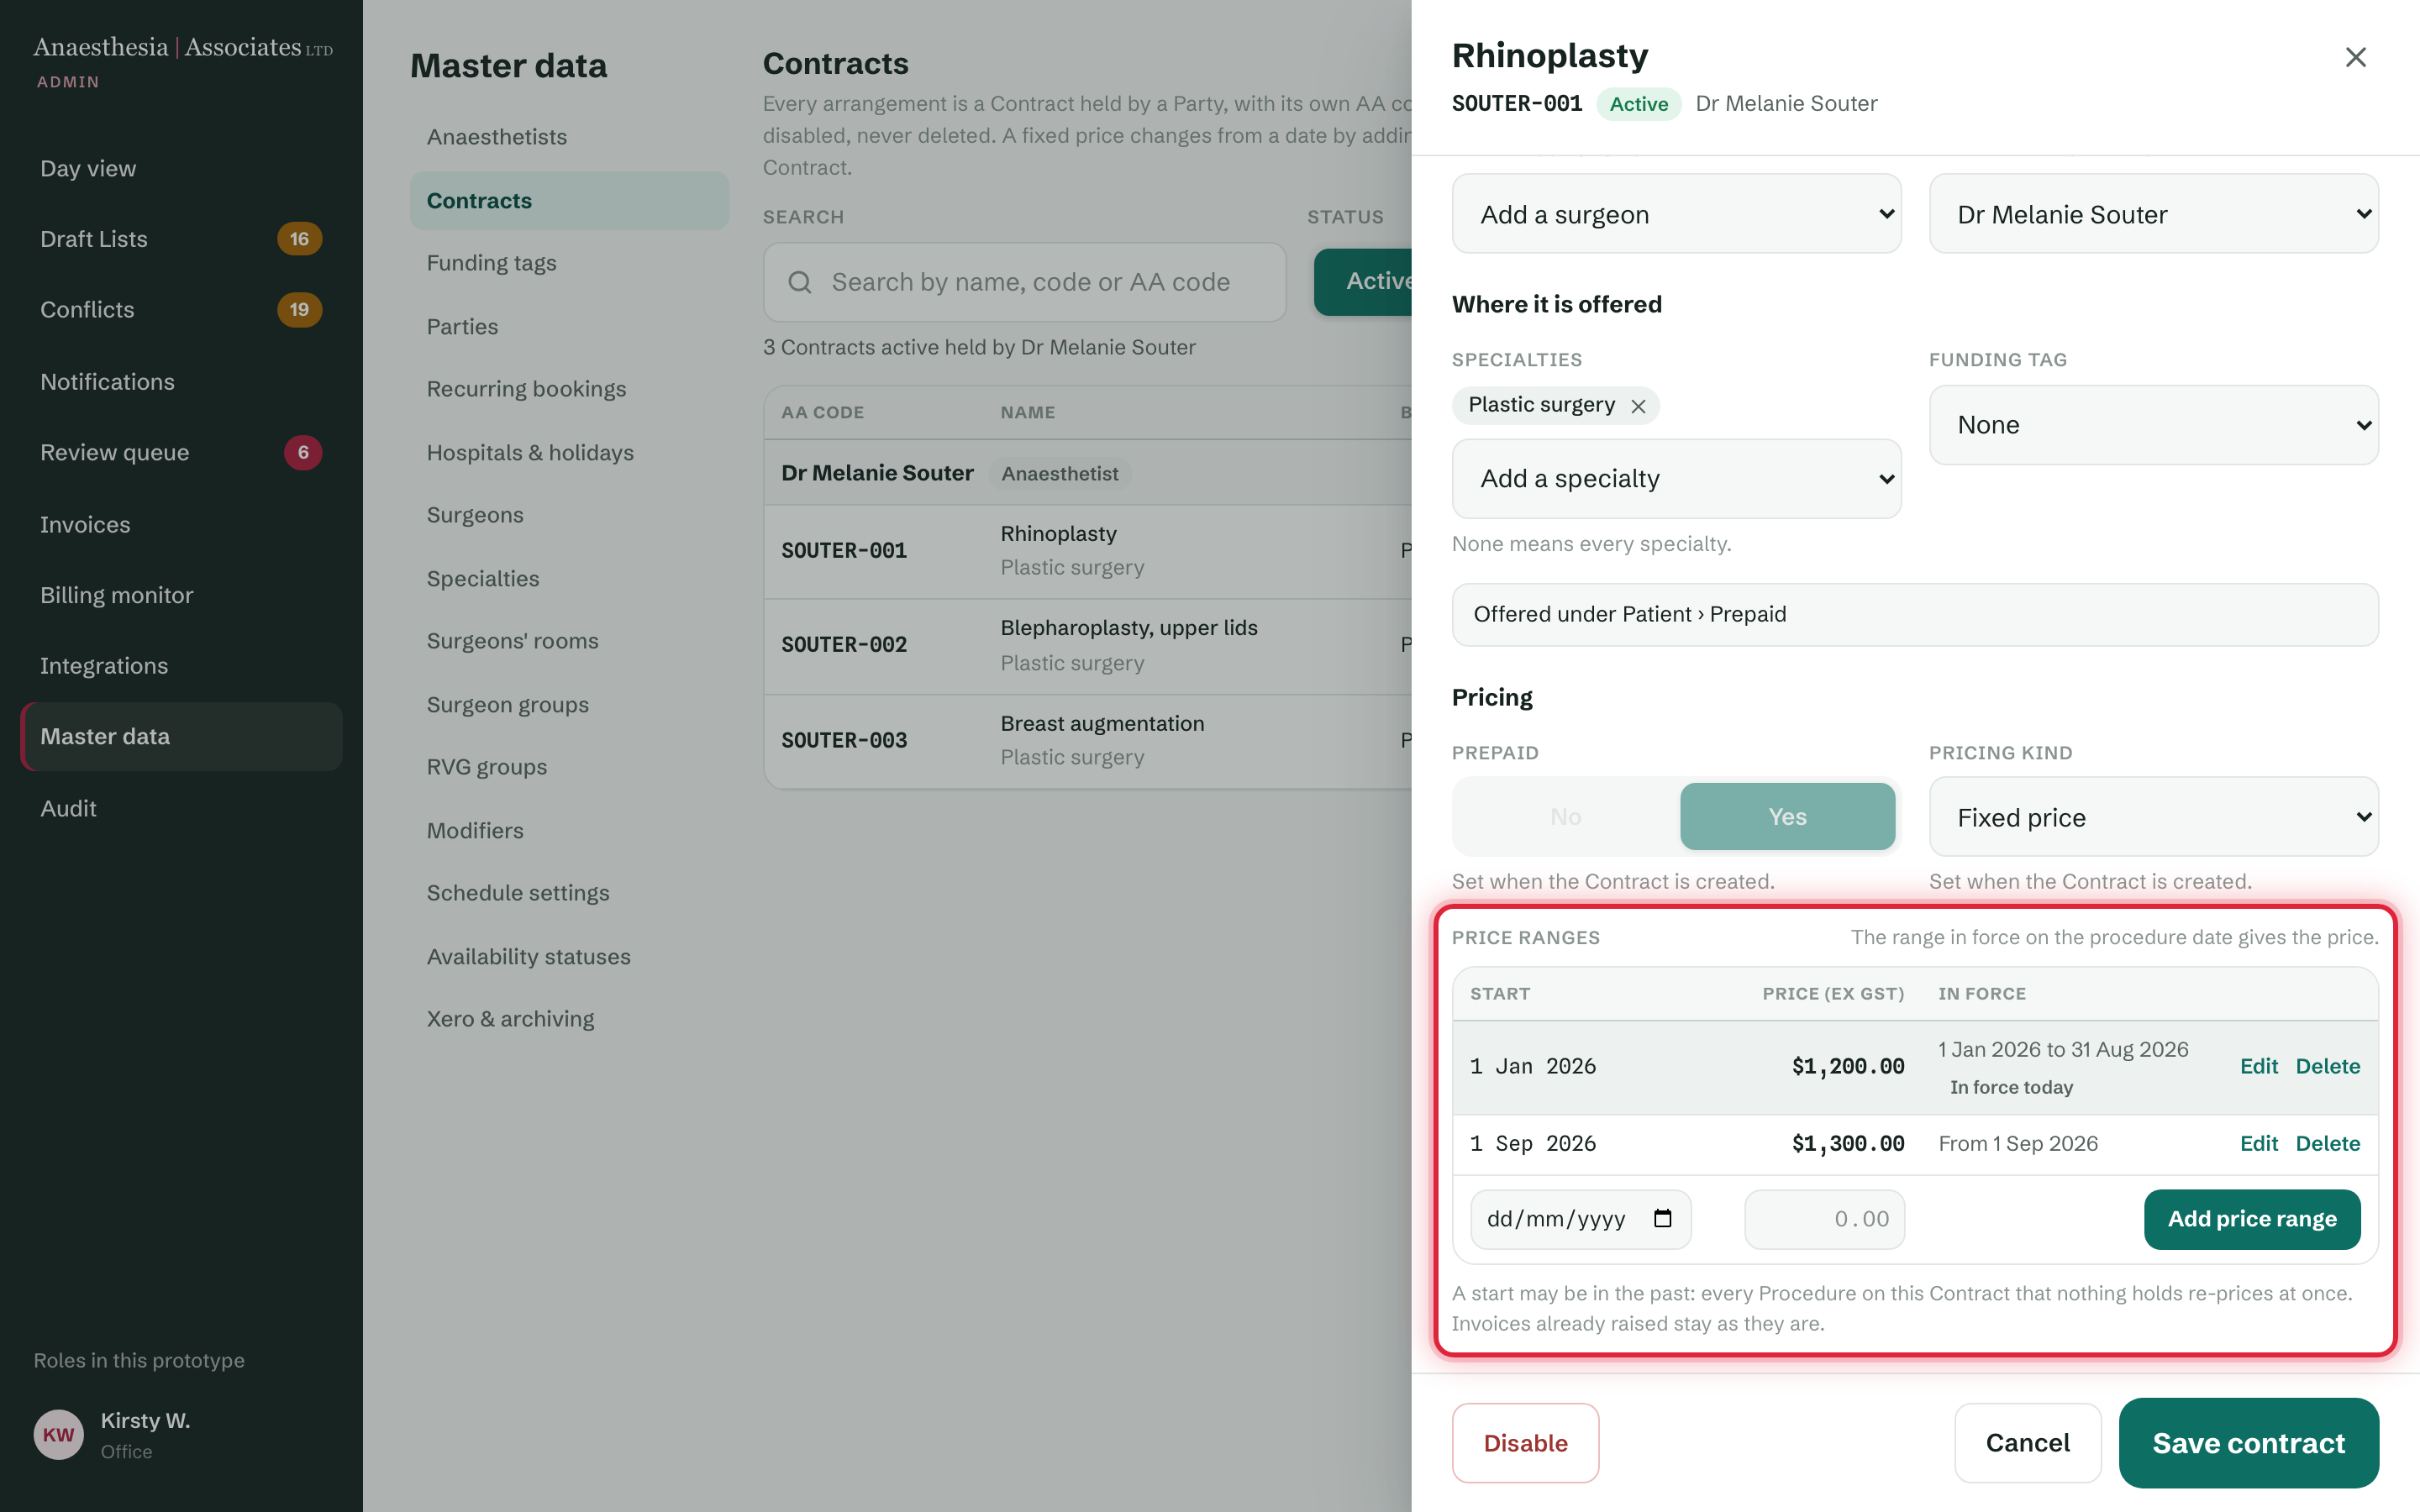 Anaesthesia | Associates LTD
ADMIN
Day view
Draft Lists 16
Conflicts 19
Notifications
Review queue 6
Invoices
Billing monitor
Integrations
Master data
Audit
Roles in this prototype
KW
Kirsty W.
Office
Master data
Anaesthetists
Contracts
Funding tags
Parties
Recurring bookings
Hospitals & holidays
Surgeons
Specialties
Surgeons' rooms
Surgeon groups
RVG groups
Modifiers
Schedule settings
Availability statuses
Xero & archiving
Contracts
Every arrangement is a Contract held by a Party, with its own AA co
disabled, never deleted. A fixed price changes from a date by addin
Contract.
SEARCH STATUS
Search by name, code or AA code Active
3 Contracts active held by Dr Melanie Souter
AA CODE NAME B
Dr Melanie Souter Anaesthetist
SOUTER-001 Rhinoplasty P
Plastic surgery
SOUTER-002 Blepharoplasty, upper lids P
Plastic surgery
SOUTER-003 Breast augmentation P
Plastic surgery
Rhinoplasty
SOUTER-001 Active Dr Melanie Souter
Add a surgeon Dr Melanie Souter
Where it is offered
SPECIALTIES FUNDING TAG
Plastic surgery
None
Add a specialty
None means every specialty.
Offered under Patient › Prepaid
Pricing
PREPAID PRICING KIND
No Yes Fixed price
Set when the Contract is created. Set when the Contract is created.
PRICE RANGES The range in force on the procedure date gives the price.
START PRICE (EX GST) IN FORCE
1 Jan 2026 $1,200.00 1 Jan 2026 to 31 Aug 2026 Edit Delete
In force today
1 Sep 2026 $1,300.00 From 1 Sep 2026 Edit Delete
dd/mm/yyyy 0.00 Add price range
A start may be in the past: every Procedure on this Contract that nothing holds re-prices at once.
Invoices already raised stay as they are.
Disable Cancel Save contract